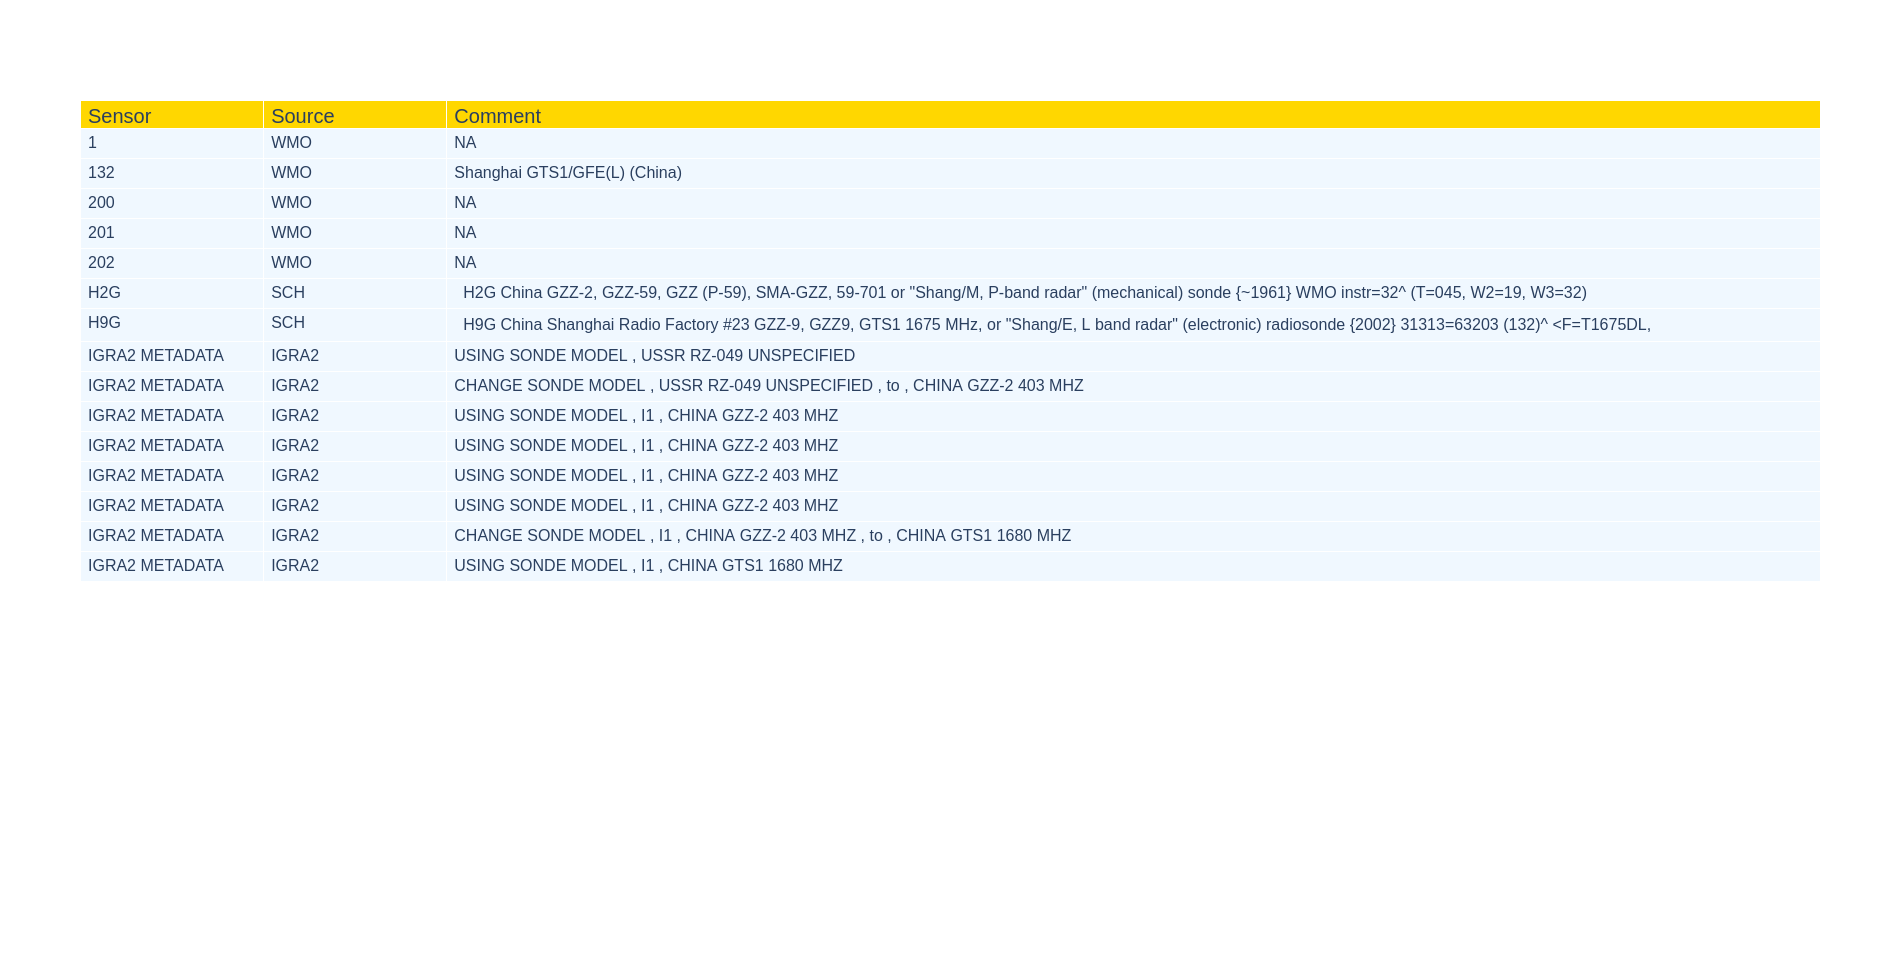 Sensor Source Comment
1 WMO NA
132 WMO Shanghai GTS1/GFE(L) (China)
200 WMO NA
201 WMO NA
202 WMO NA
H2G SCH H2G China GZZ-2, GZZ-59, GZZ (P-59), SMA-GZZ, 59-701 or "Shang/M, P-band radar" (mechanical) sonde {~1961} WMO instr=32^ (T=045, W2=19, W3=32)
H9G SCH H9G China Shanghai Radio Factory #23 GZZ-9, GZZ9, GTS1 1675 MHz, or "Shang/E, L band radar" (electronic) radiosonde {2002} 31313=63203 (132)^ <F=T1675DL,
IGRA2 METADATA IGRA2 USING SONDE MODEL , USSR RZ-049 UNSPECIFIED
IGRA2 METADATA IGRA2 CHANGE SONDE MODEL , USSR RZ-049 UNSPECIFIED , to , CHINA GZZ-2 403 MHZ
IGRA2 METADATA IGRA2 USING SONDE MODEL , I1 , CHINA GZZ-2 403 MHZ
IGRA2 METADATA IGRA2 USING SONDE MODEL , I1 , CHINA GZZ-2 403 MHZ
IGRA2 METADATA IGRA2 USING SONDE MODEL , I1 , CHINA GZZ-2 403 MHZ
IGRA2 METADATA IGRA2 USING SONDE MODEL , I1 , CHINA GZZ-2 403 MHZ
IGRA2 METADATA IGRA2 CHANGE SONDE MODEL , I1 , CHINA GZZ-2 403 MHZ , to , CHINA GTS1 1680 MHZ
IGRA2 METADATA IGRA2 USING SONDE MODEL , I1 , CHINA GTS1 1680 MHZ